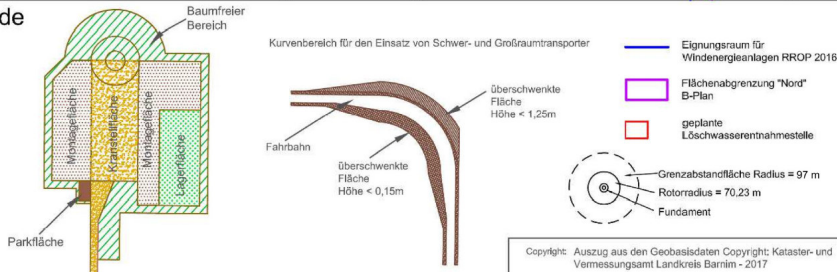 de
Baumfreier
Bereich
Montagefläche
Kranstellfläche
Montagefläche
Lagerfläche
Parkfläche
Kurvenbereich für den Einsatz von Schwer- und Großraumtransporter
überschwenkte
Fläche
Höhe < 1,25m
Fahrbahn
überschwenkte
Fläche
Höhe < 0,15m
Eignungsraum für
Windenergieanlagen RROP 2016
Flächenabgrenzung "Nord"
B-Plan
geplante
Löschwasserentnahmestelle
Grenzabstandfläche Radius = 97 m
Rotorradius = 70,23 m
Fundament
Copyright: Auszug aus den Geobasisdaten Copyright: Kataster- und
Vermessungsamt Landkreis Barnim - 2017